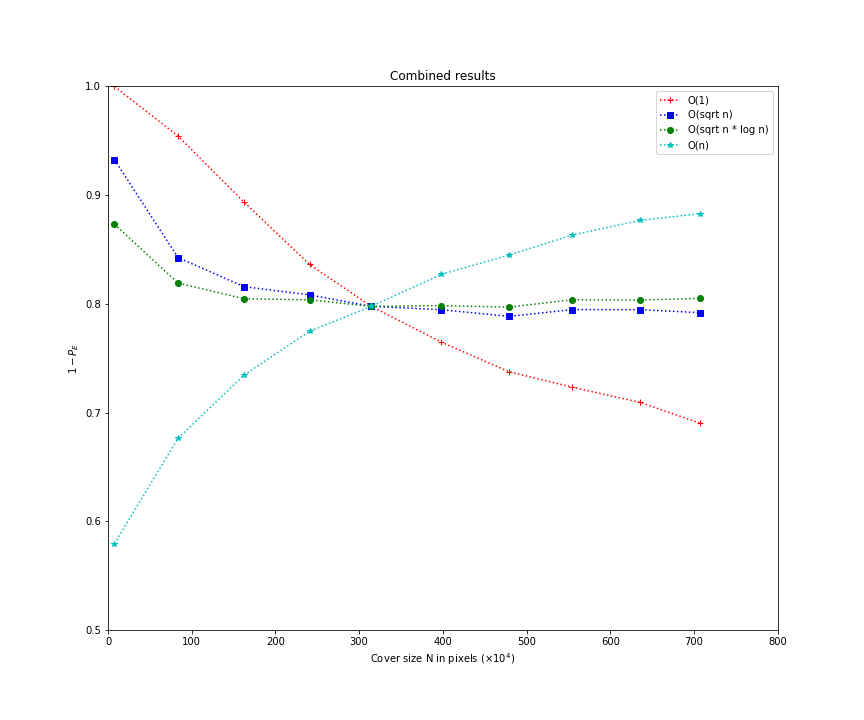 Combined results
1.0
0.9
0.8
0.7
0.6
0.5
1 − P_E
O(1)
O(sqrt n)
O(sqrt n * log n)
O(n)
0 100 200 300 400 500 600 700 800
Cover size N in pixels (×10⁴)